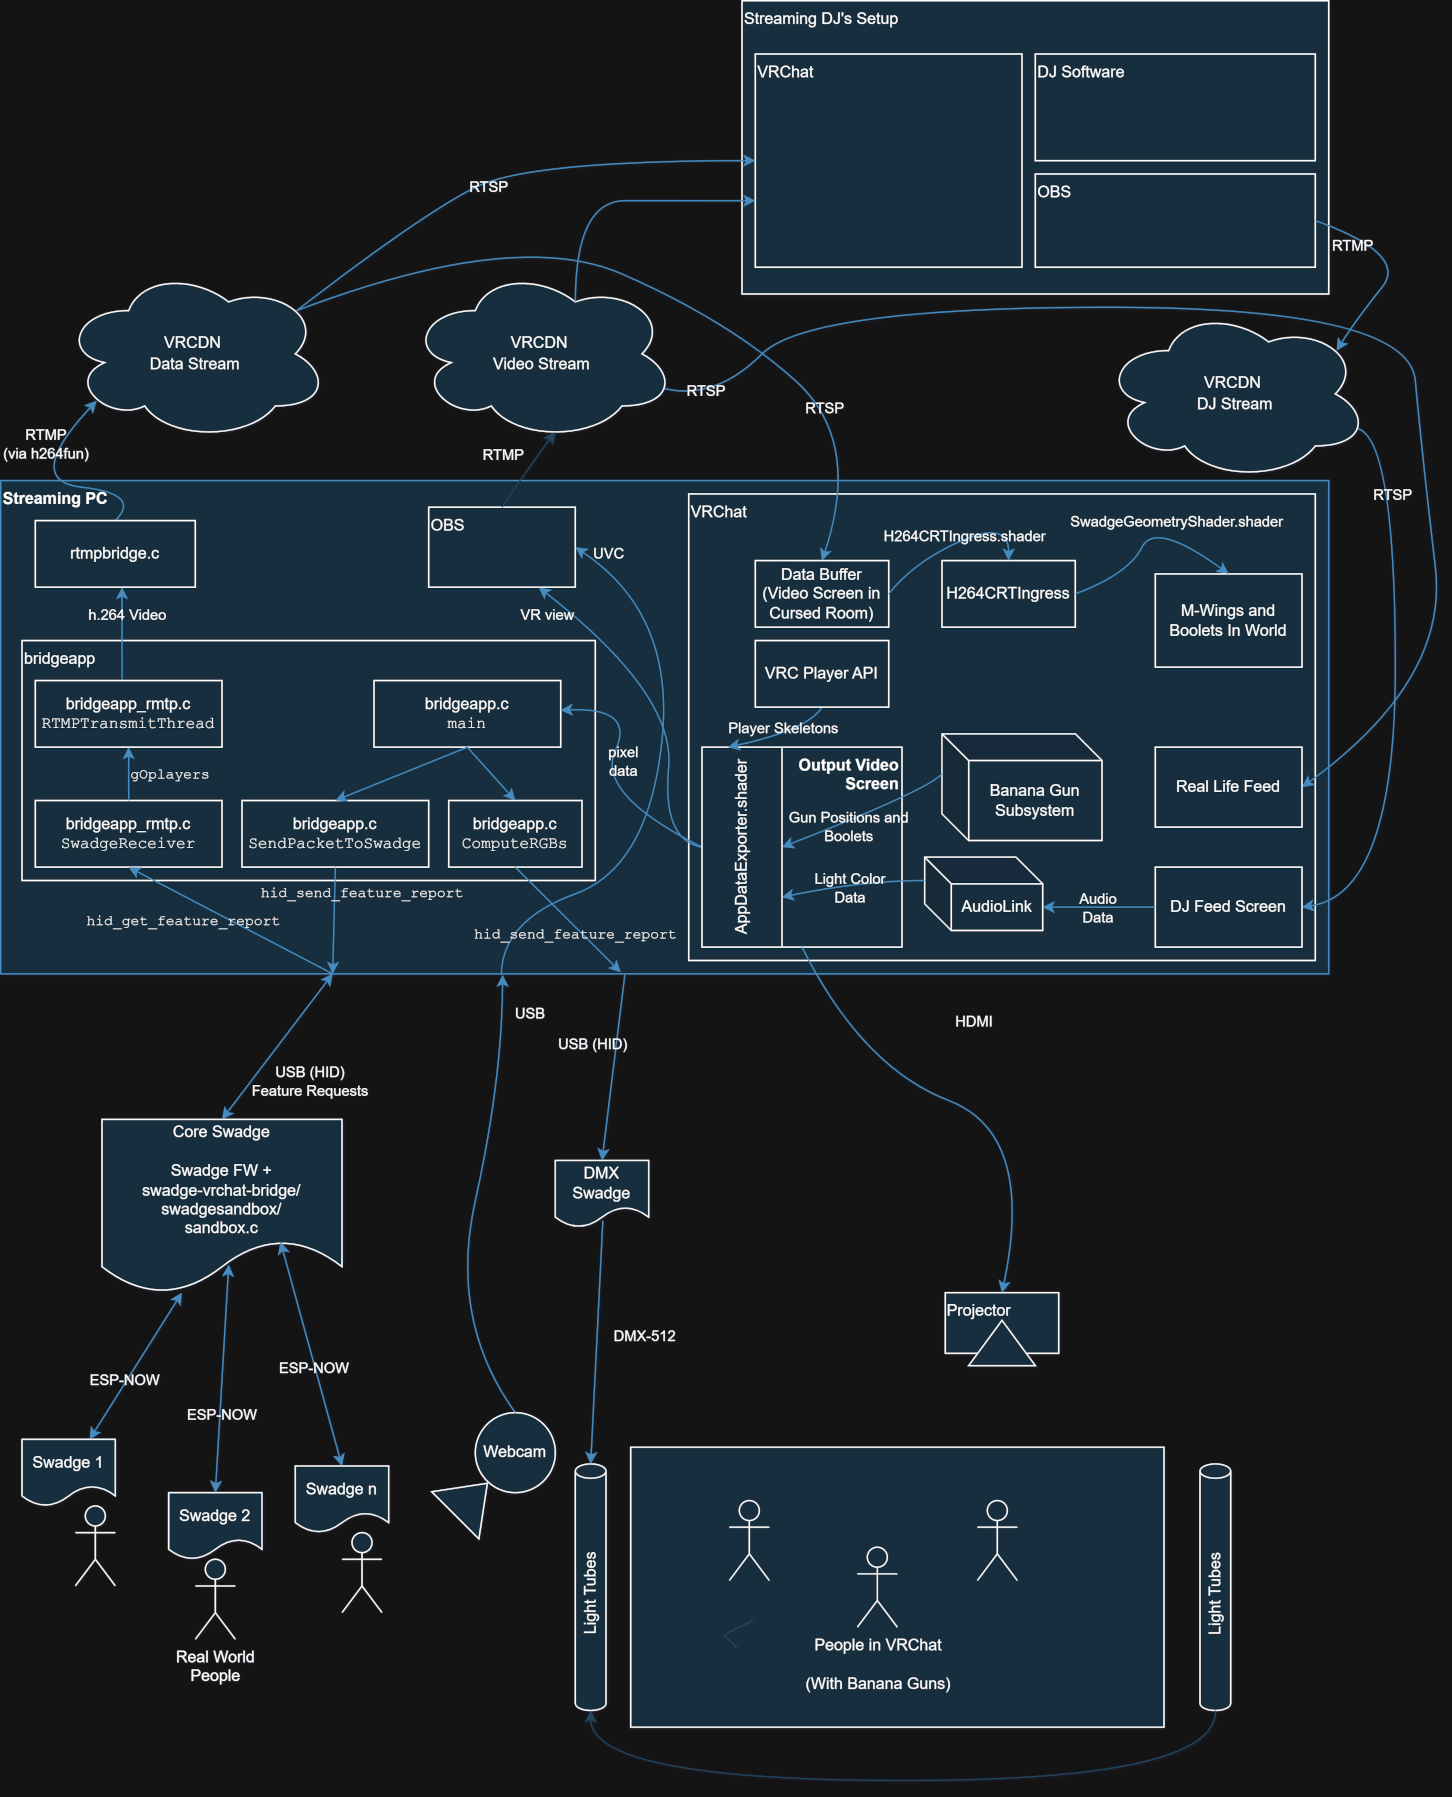 Streaming DJ's Setup
VRChat
DJ Software
OBS
RTSP
RTMP
VRCDN
Data Stream
VRCDN
Video Stream
VRCDN
DJ Stream
RTSP
RTSP
RTMP
(via h264fun)
RTMP
RTSP
Streaming PC
rtmpbridge.c
OBS
UVC
VR view
h.264 Video
bridgeapp
bridgeapp_rmtp.c
RTMPTransmitThread
bridgeapp.c
main
gOplayers
pixel
data
bridgeapp_rmtp.c
SwadgeReceiver
bridgeapp.c
SendPacketToSwadge
bridgeapp.c
ComputeRGBs
hid_send_feature_report
hid_get_feature_report
hid_send_feature_report
VRChat
H264CRTIngress.shader
SwadgeGeometryShader.shader
Data Buffer
(Video Screen in
Cursed Room)
H264CRTIngress
M-Wings and
Boolets In World
VRC Player API
Player Skeletons
AppDataExporter.shader
Output Video
Screen
Banana Gun
Subsystem
Real Life Feed
Gun Positions and
Boolets
Light Color
Data
AudioLink
Audio
Data
DJ Feed Screen
USB
USB (HID)
HDMI
USB (HID)
Feature Requests
Core Swadge
Swadge FW +
swadge-vrchat-bridge/
swadgesandbox/
sandbox.c
DMX
Swadge
Projector
DMX-512
ESP-NOW
ESP-NOW
ESP-NOW
Swadge 1
Swadge 2
Swadge n
Webcam
Real World
People
Light Tubes
People in VRChat
(With Banana Guns)
Light Tubes